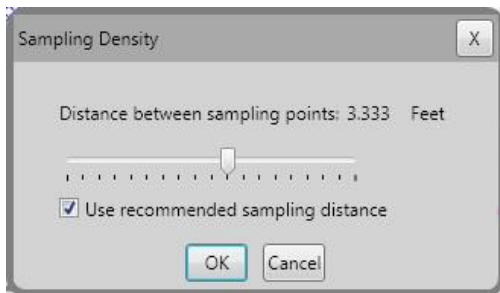 Sampling Density
X
Distance between sampling points: 3.333 Feet
Use recommended sampling distance
OK Cancel